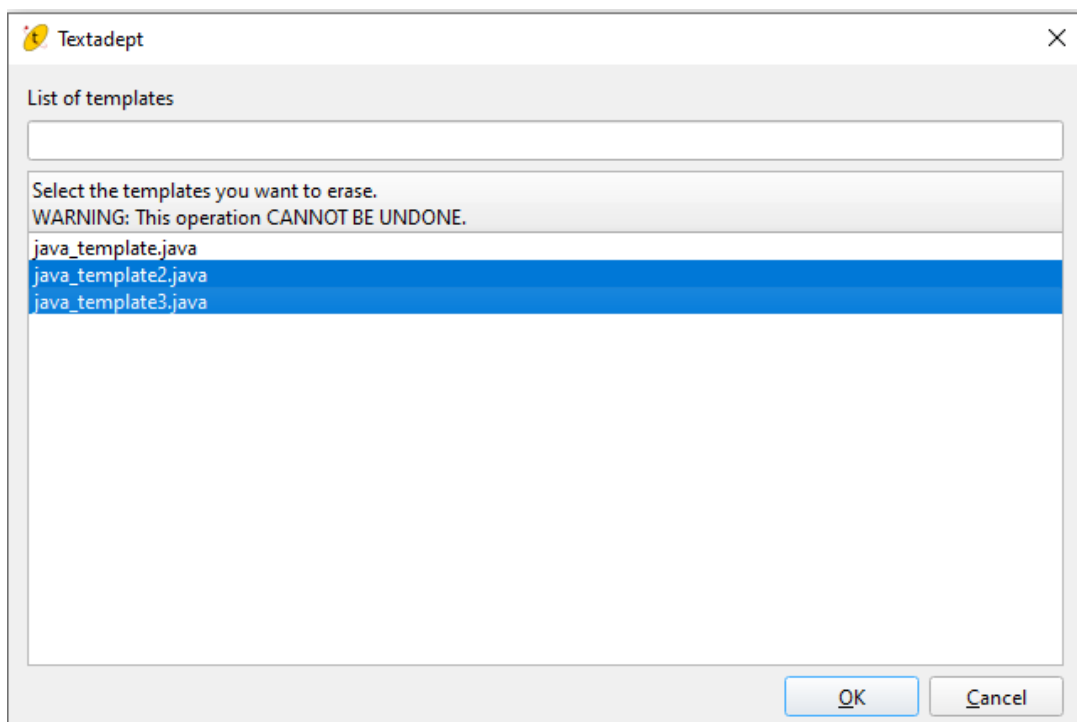 Textadept
List of templates
Select the templates you want to erase.
WARNING: This operation CANNOT BE UNDONE.
java_template.java
java_template2.java
java_template3.java
OK
Cancel